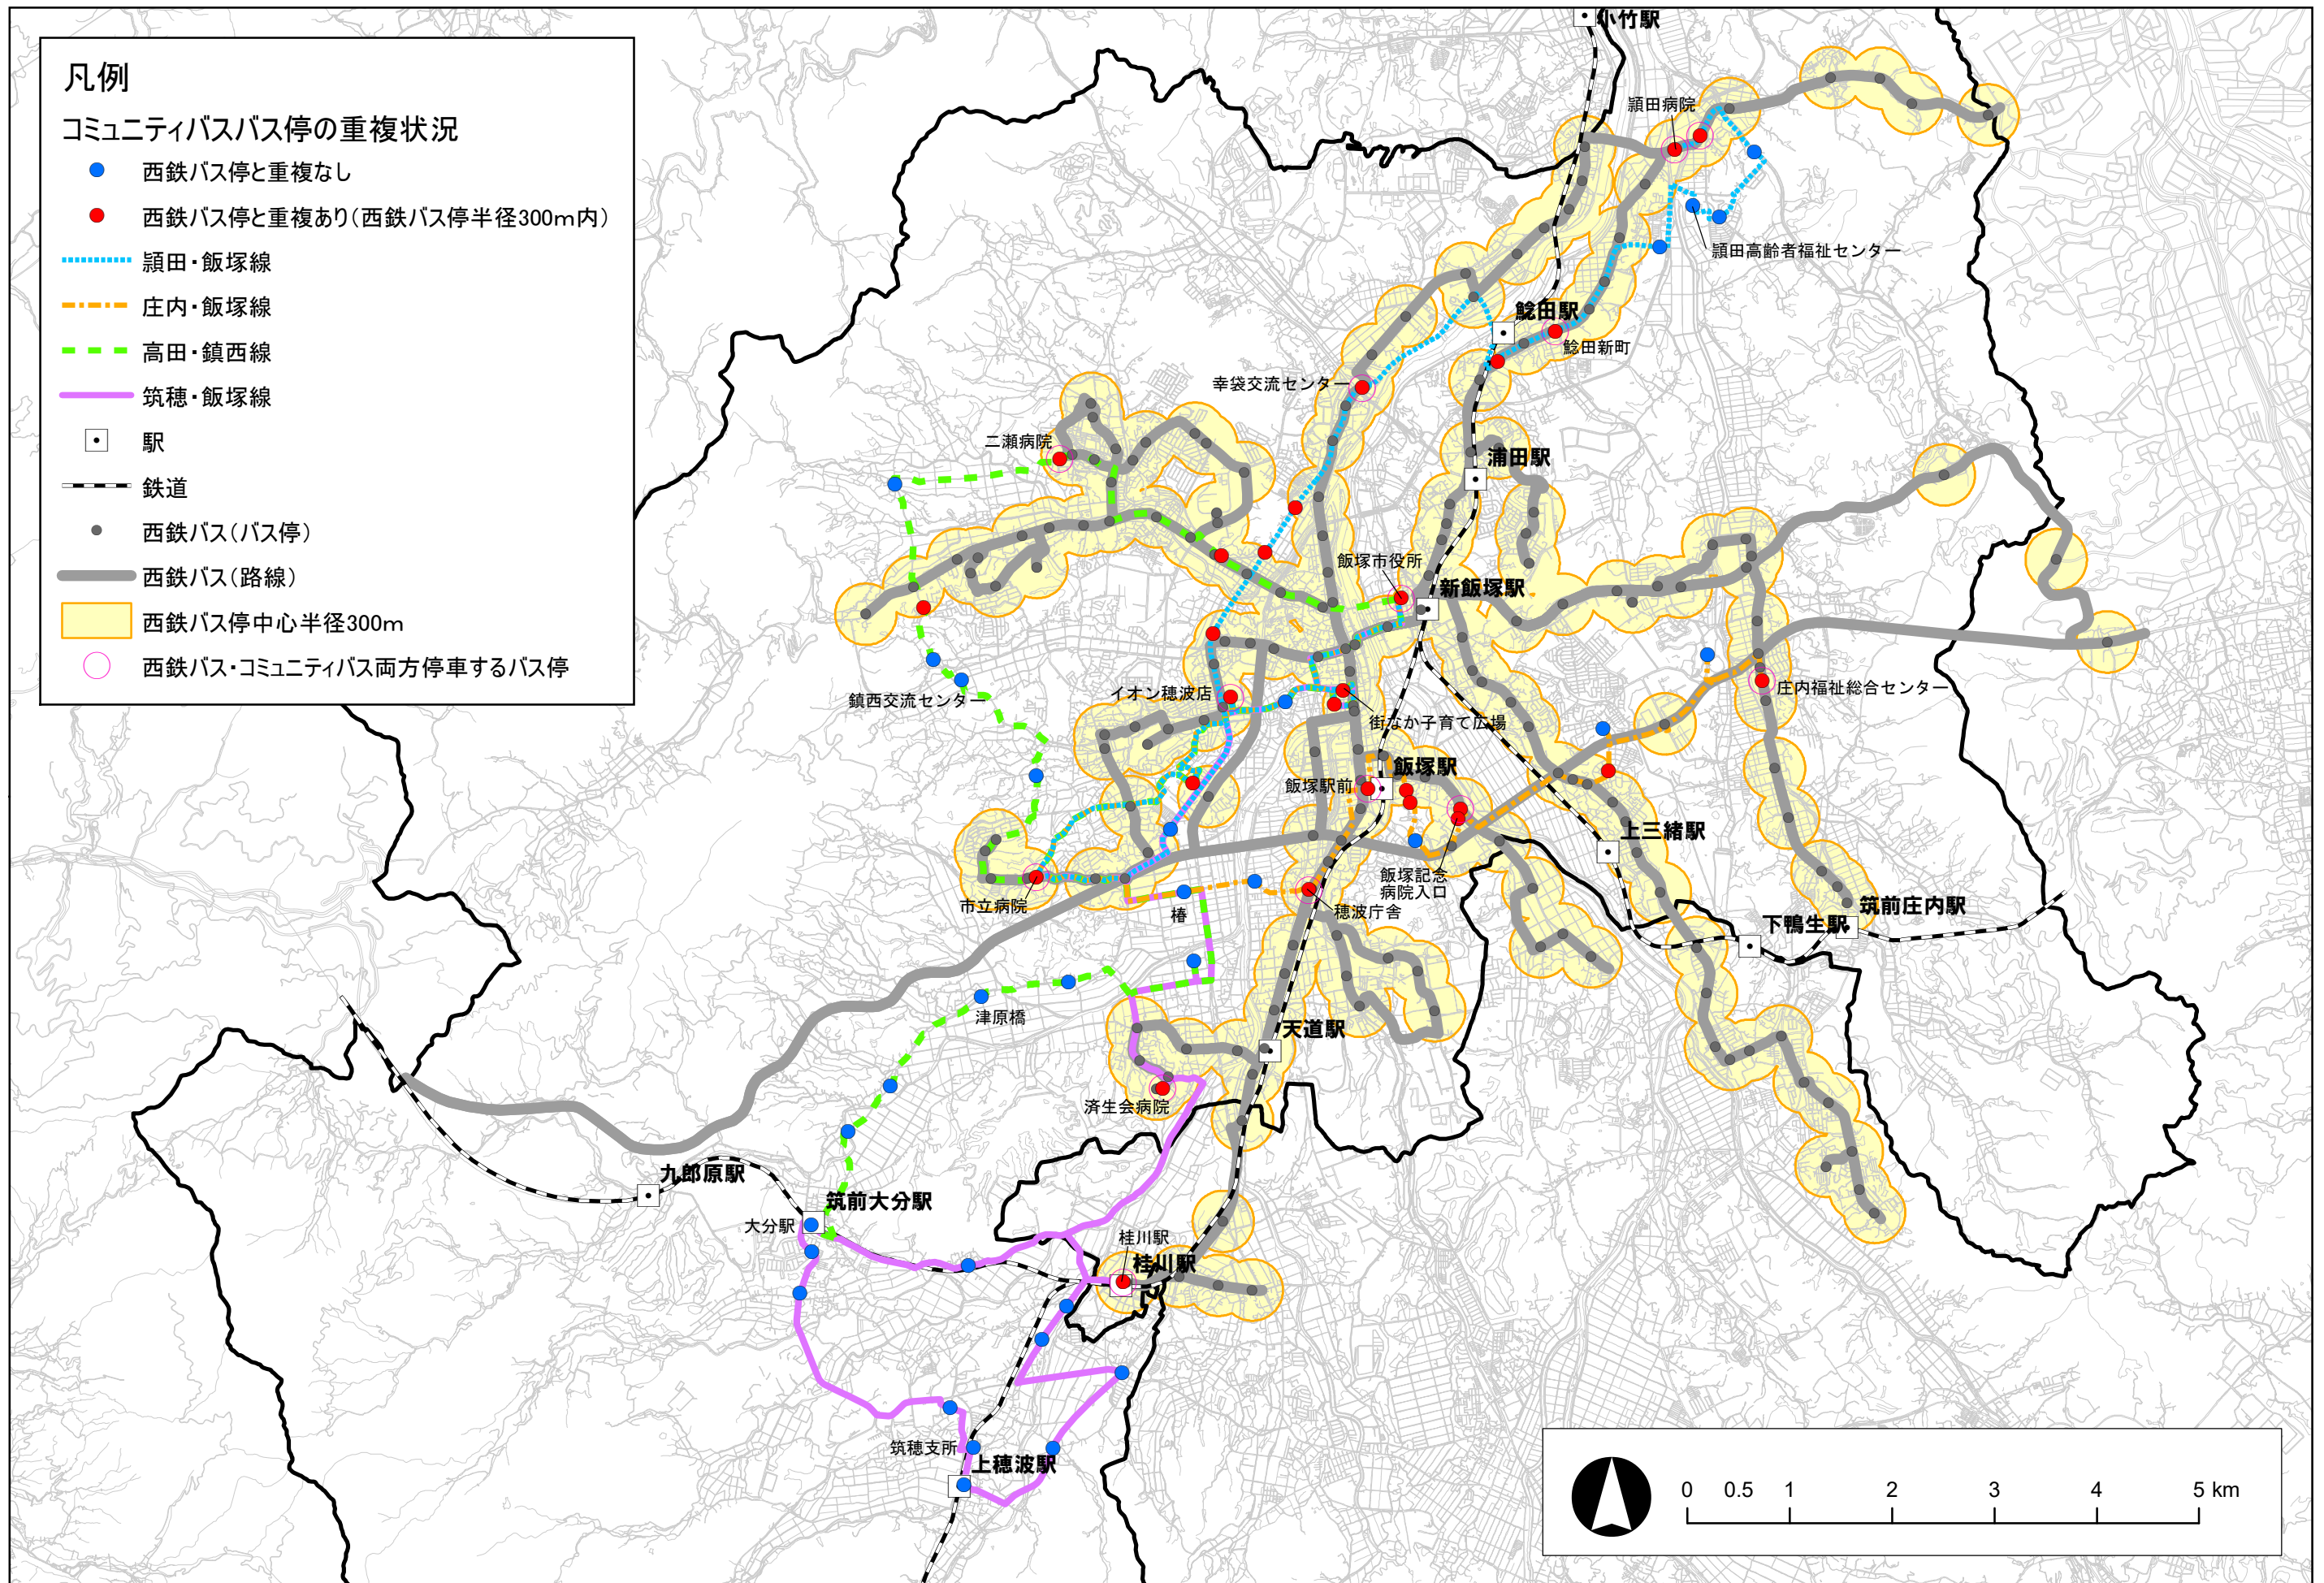 凡例
コミュニティバスバス停の重複状況
西鉄バス停と重複なし
西鉄バス停と重複あり(西鉄バス停半径300m内)
頴田・飯塚線
庄内・飯塚線
高田・鎮西線
筑穂・飯塚線
駅
鉄道
西鉄バス(バス停)
西鉄バス(路線)
西鉄バス停中心半径300m
西鉄バス・コミュニティバス両方停車するバス停
小竹駅
頴田病院
頴田高齢者福祉センター
鯰田駅
鯰田新町
幸袋交流センター
二瀬病院
浦田駅
飯塚市役所
新飯塚駅
鎮西交流センター
イオン穂波店
庄内福祉総合センター
街なか子育て広場
飯塚駅
飯塚駅前
上三緒駅
飯塚記念
病院入口
市立病院
椿
穂波庁舎
下鴨生駅
筑前庄内駅
津原橋
天道駅
済生会病院
九郎原駅
筑前大分駅
大分駅
桂川駅
桂川駅
筑穂支所
上穂波駅
0 0.5 1 2 3 4 5 km